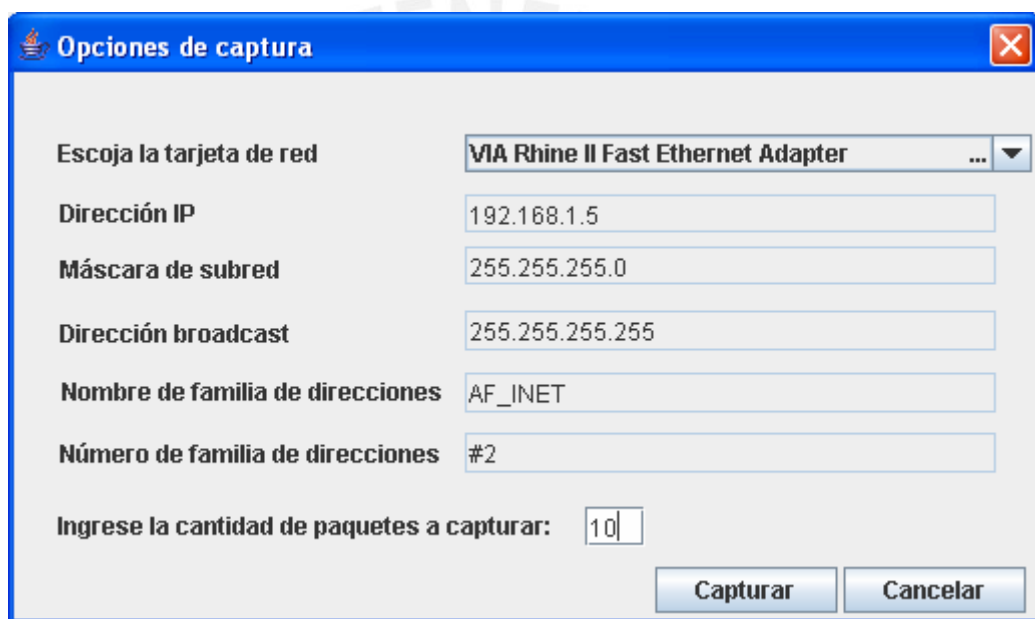 Opciones de captura
Escoja la tarjeta de red VIA Rhine II Fast Ethernet Adapter ...
Dirección IP 192.168.1.5
Máscara de subred 255.255.255.0
Dirección broadcast 255.255.255.255
Nombre de familia de direcciones AF_INET
Número de familia de direcciones #2
Ingrese la cantidad de paquetes a capturar: 10
Capturar Cancelar